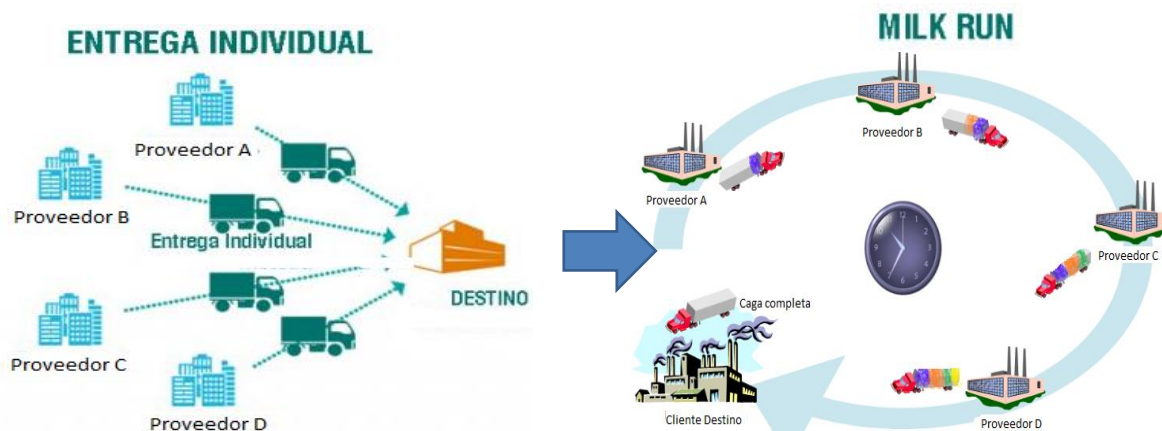 ENTREGA INDIVIDUAL
Proveedor A
Proveedor B
Entrega Individual
DESTINO
Proveedor C
Proveedor D
MILK RUN
Proveedor B
Proveedor A
Proveedor C
Caga completa
Cliente Destino
Proveedor D